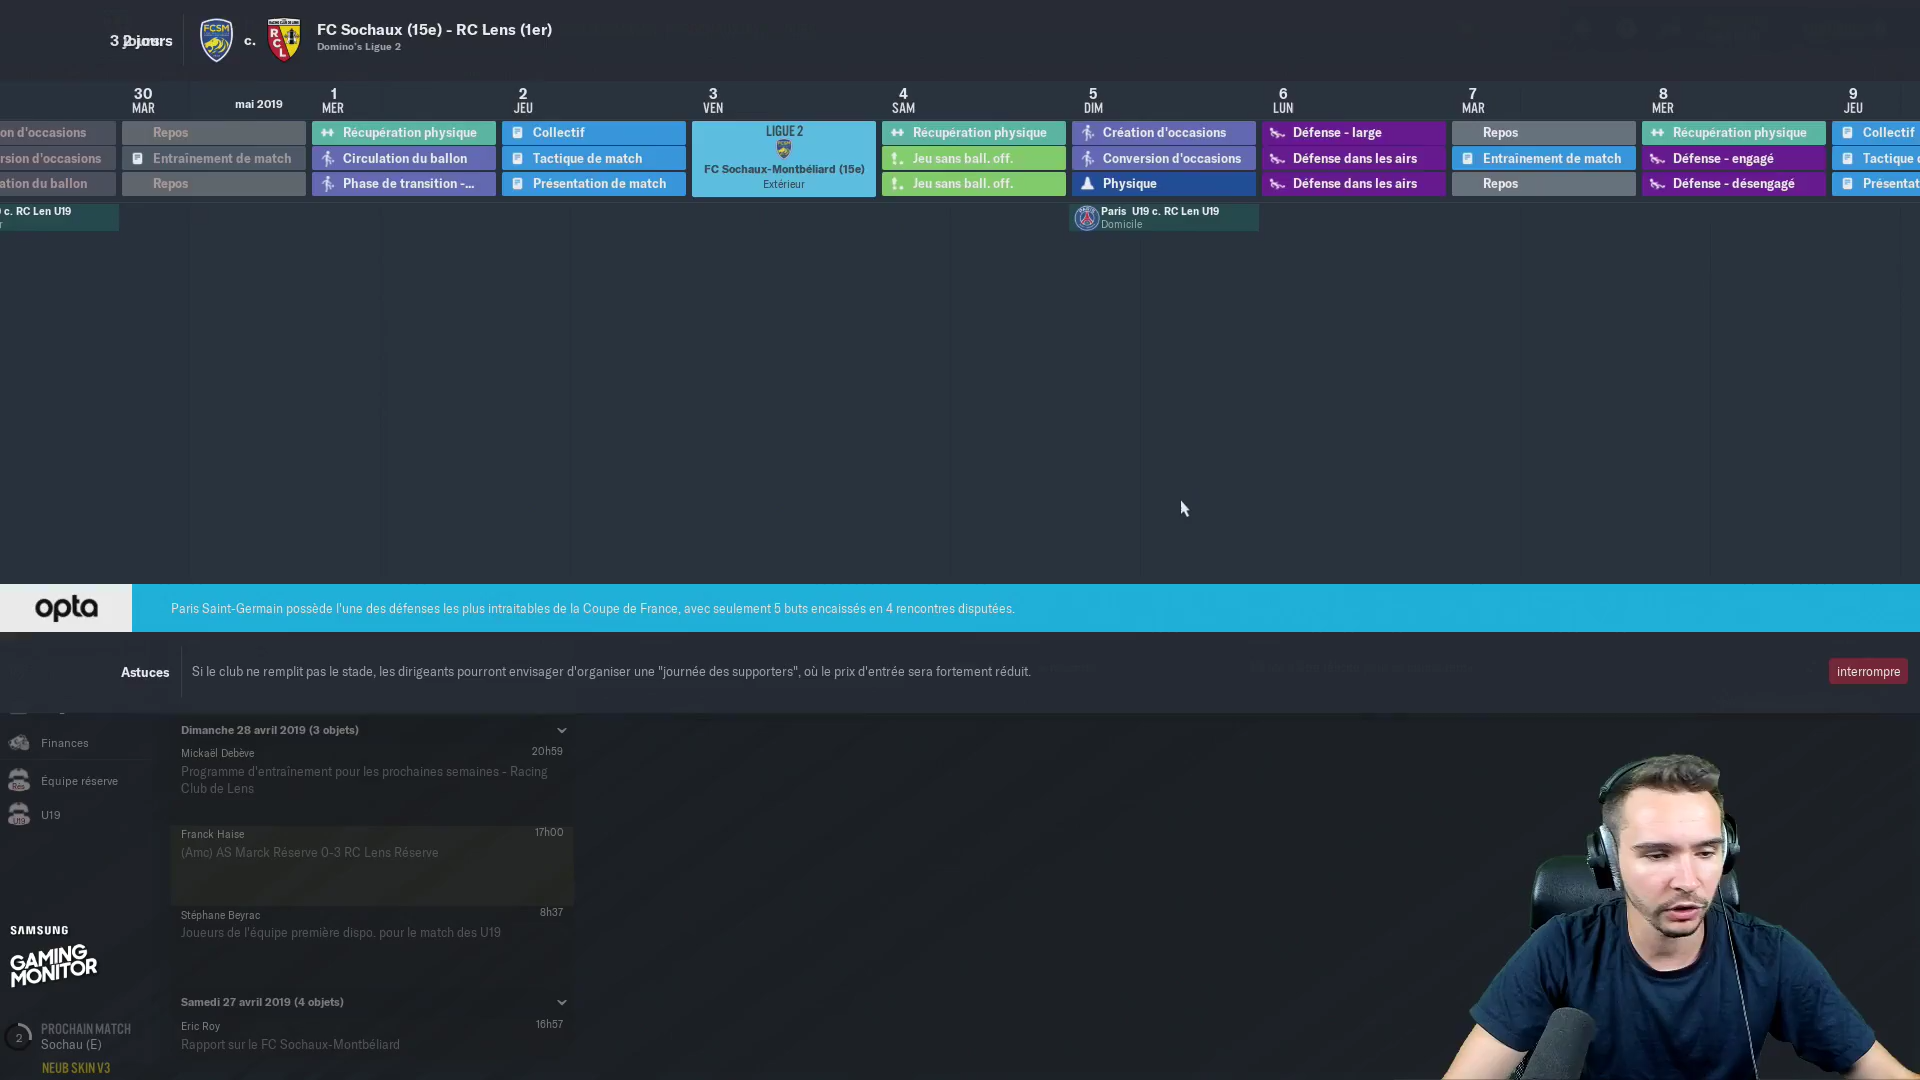 FC Sochaux (15e) - RC Lens (1er)
jours
c.
Domino's Ligue 2
30
MAR
mai 2019
1
MER
2
JEU
3
VEN
4
SAM
5
DIM
6
LUN
7
MAR
8
MER
9
JEU
on d'occasions
rsion d'occasions
ation du ballon
Repos
Entraînement de match
Repos
Récupération physique
Circulation du ballon
Phase de transition -...
Collectif
Tactique de match
Présentation de match
LIGUE 2
FC Sochaux-Montbéliard (15e)
Extérieur
Récupération physique
Jeu sans ball. off.
Jeu sans ball. off.
Création d'occasions
Conversion d'occasions
Physique
Défense - large
Défense dans les airs
Défense dans les airs
Repos
Entraînement de match
Repos
Récupération physique
Défense - engagé
Défense - désengagé
Collectif
Tactique
Présentat
c. RC Len U19
Paris U19 c. RC Len U19
Domicile
opta
Paris Saint-Germain possède l'une des défenses les plus intraitables de la Coupe de France, avec seulement 5 buts encaissés en 4 rencontres disputées.
Astuces
Si le club ne remplit pas le stade, les dirigeants pourront envisager d'organiser une "journée des supporters", où le prix d'entrée sera fortement réduit.
interrompre
Finances
Équipe réserve
U19
Dimanche 28 avril 2019 (3 objets)
Mickaël Debève
20h59
Programme d'entraînement pour les prochaines semaines - Racing
Club de Lens
Franck Haise
17h00
(Amc) AS Marck Réserve 0-3 RC Lens Réserve
Stéphane Beyrac
8h37
Joueurs de l'équipe première dispo. pour le match des U19
Samedi 27 avril 2019 (4 objets)
Eric Roy
16h57
Rapport sur le FC Sochaux-Montbéliard
SAMSUNG
GAMING
MONITOR
2
PROCHAIN MATCH
Sochau (E)
NEUB SKIN V3